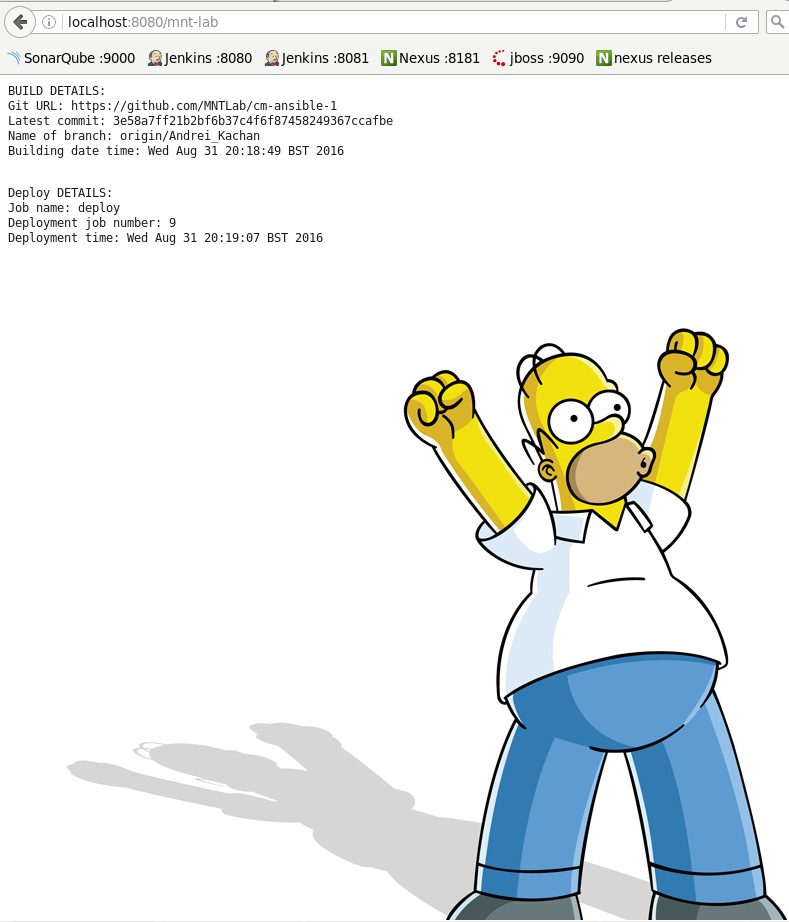 localhost:8080/mnt-lab
SonarQube :9000 Jenkins :8080 Jenkins :8081 Nexus :8181 jboss :9090 nexus releases
BUILD DETAILS:
Git URL: https://github.com/MNTLab/cm-ansible-1
Latest commit: 3e58a7ff21b2bf6b37c4f6f87458249367ccafbe
Name of branch: origin/Andrei_Kachan
Building date time: Wed Aug 31 20:18:49 BST 2016
Deploy DETAILS:
Job name: deploy
Deployment job number: 9
Deployment time: Wed Aug 31 20:19:07 BST 2016